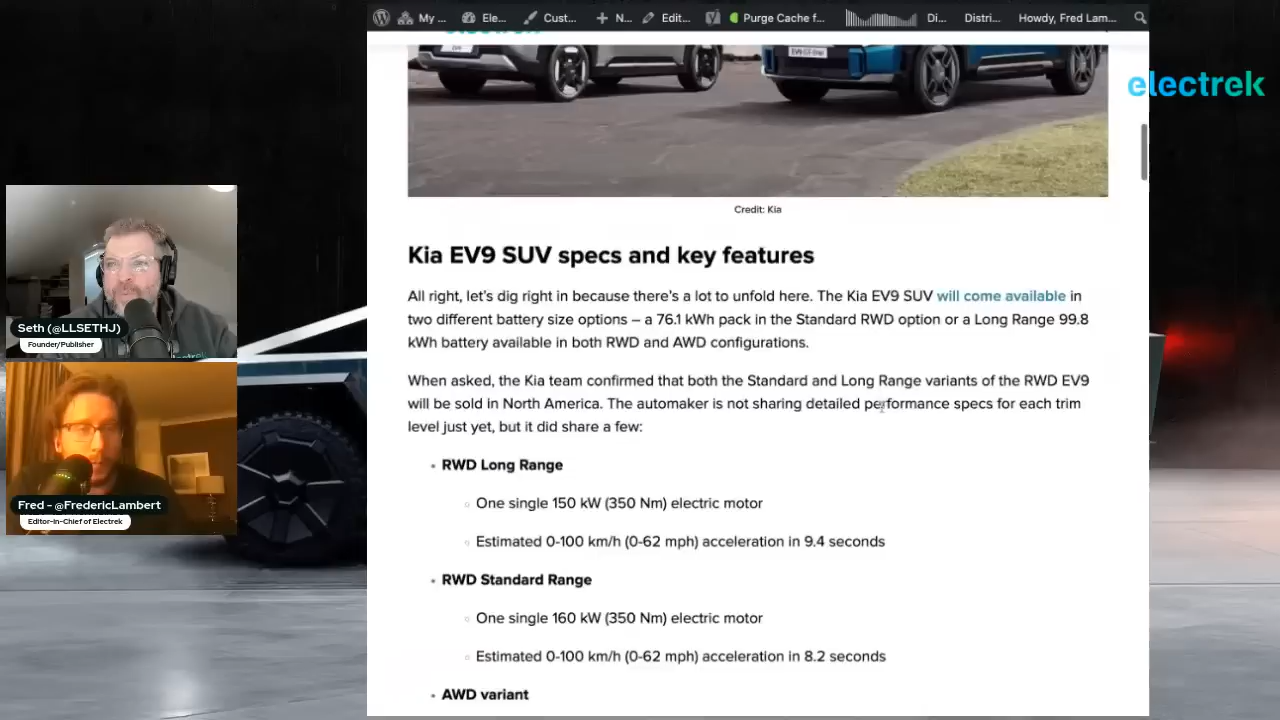 My ...
Ele...
Cust...
N...
Edit...
Purge Cache f...
Di...
Distri...
Howdy, Fred Lam...
electrek
EV9 GT-line
Credit: Kia
Kia EV9 SUV specs and key features
All right, let's dig right in because there's a lot to unfold here. The Kia EV9 SUV will come available in
two different battery size options – a 76.1 kWh pack in the Standard RWD option or a Long Range 99.8
kWh battery available in both RWD and AWD configurations.
When asked, the Kia team confirmed that both the Standard and Long Range variants of the RWD EV9
will be sold in North America. The automaker is not sharing detailed performance specs for each trim
level just yet, but it did share a few:
• RWD Long Range
One single 150 kW (350 Nm) electric motor
Estimated 0-100 km/h (0-62 mph) acceleration in 9.4 seconds
• RWD Standard Range
One single 160 kW (350 Nm) electric motor
Estimated 0-100 km/h (0-62 mph) acceleration in 8.2 seconds
• AWD variant
Seth (@LLSETHJ)
Founder/Publisher
Fred - @FredericLambert
Editor-in-Chief of Electrek